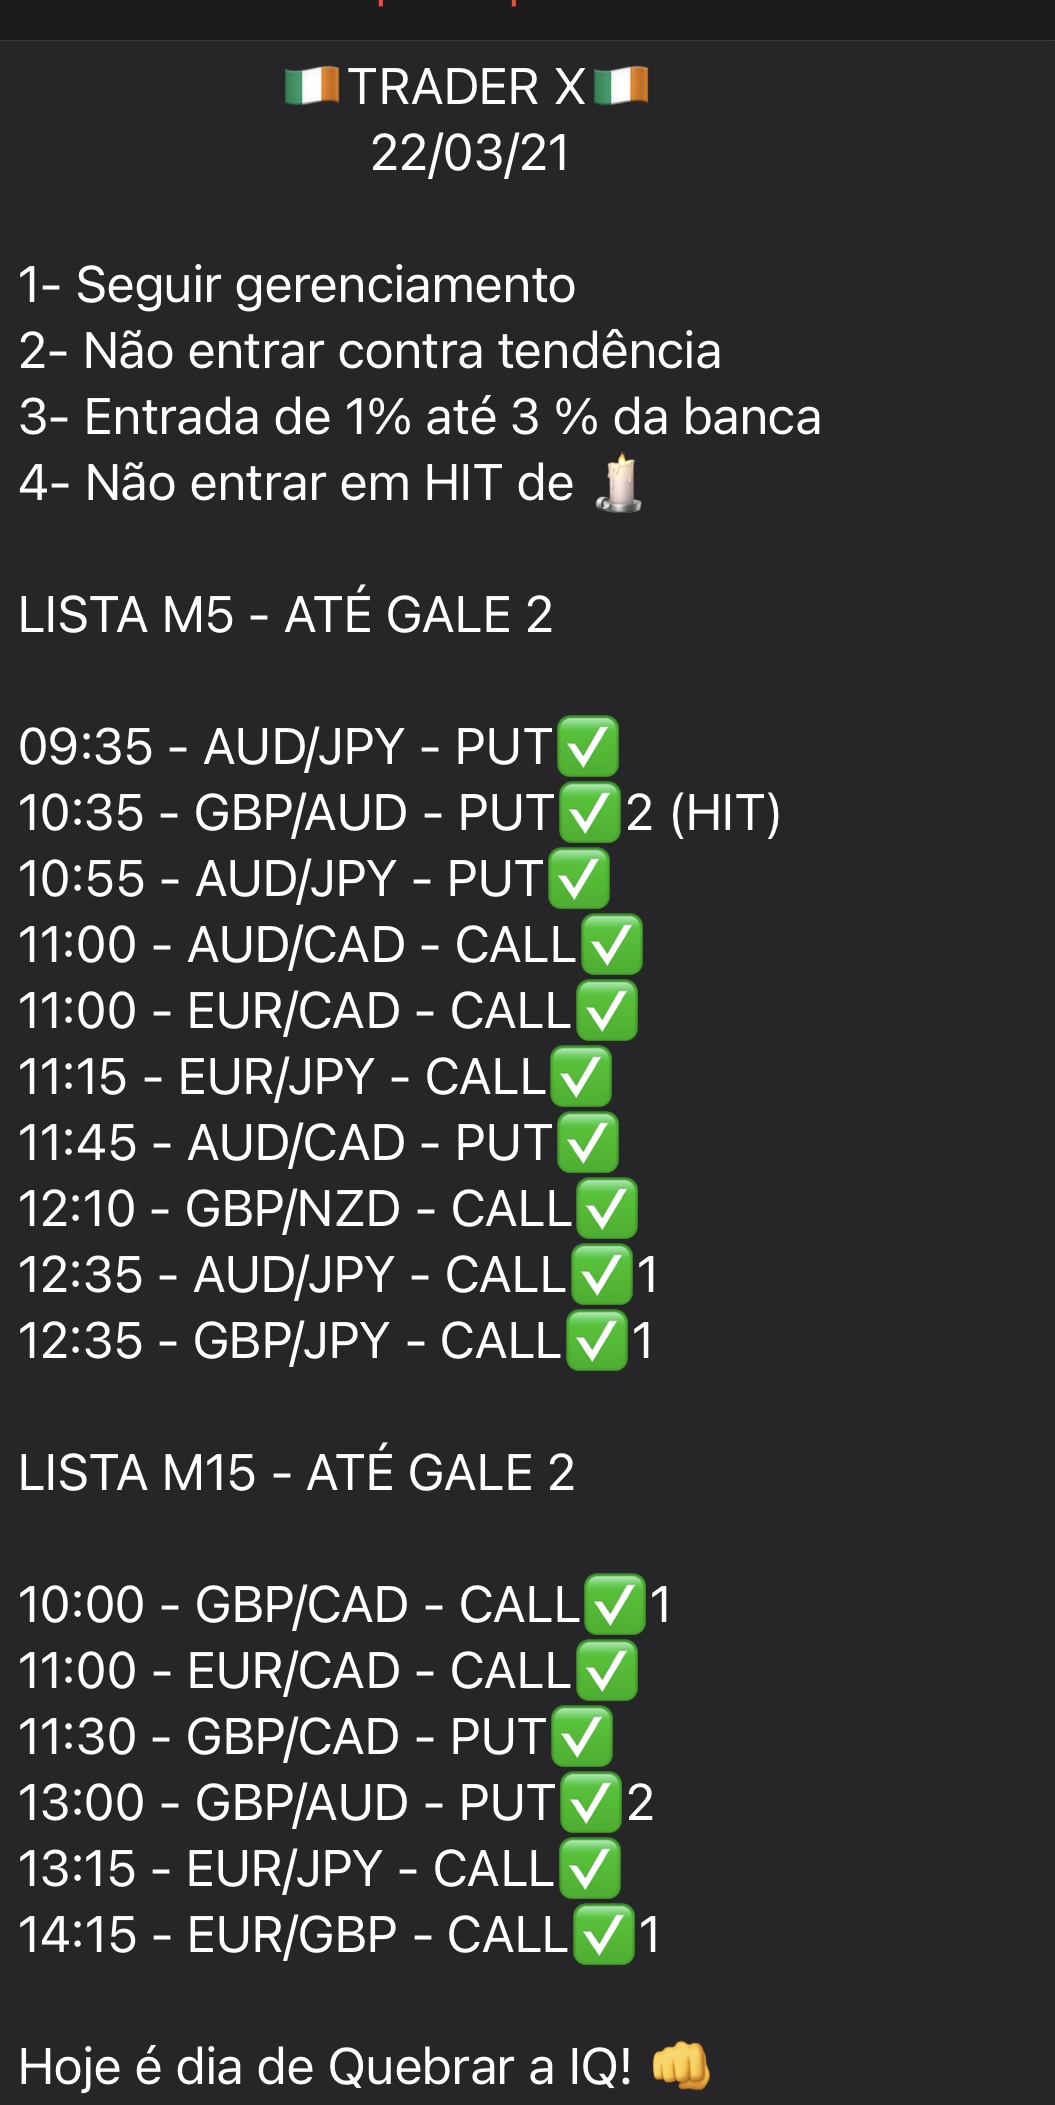 🇮🇪TRADER X🇮🇪
22/03/21
1- Seguir gerenciamento
2- Não entrar contra tendência
3- Entrada de 1% até 3 % da banca
4- Não entrar em HIT de 🕯️
LISTA M5 - ATÉ GALE 2
09:35 - AUD/JPY - PUT✅
10:35 - GBP/AUD - PUT✅2 (HIT)
10:55 - AUD/JPY - PUT✅
11:00 - AUD/CAD - CALL✅
11:00 - EUR/CAD - CALL✅
11:15 - EUR/JPY - CALL✅
11:45 - AUD/CAD - PUT✅
12:10 - GBP/NZD - CALL✅
12:35 - AUD/JPY - CALL✅1
12:35 - GBP/JPY - CALL✅1
LISTA M15 - ATÉ GALE 2
10:00 - GBP/CAD - CALL✅1
11:00 - EUR/CAD - CALL✅
11:30 - GBP/CAD - PUT✅
13:00 - GBP/AUD - PUT✅2
13:15 - EUR/JPY - CALL✅
14:15 - EUR/GBP - CALL✅1
Hoje é dia de Quebrar a IQ! 👊